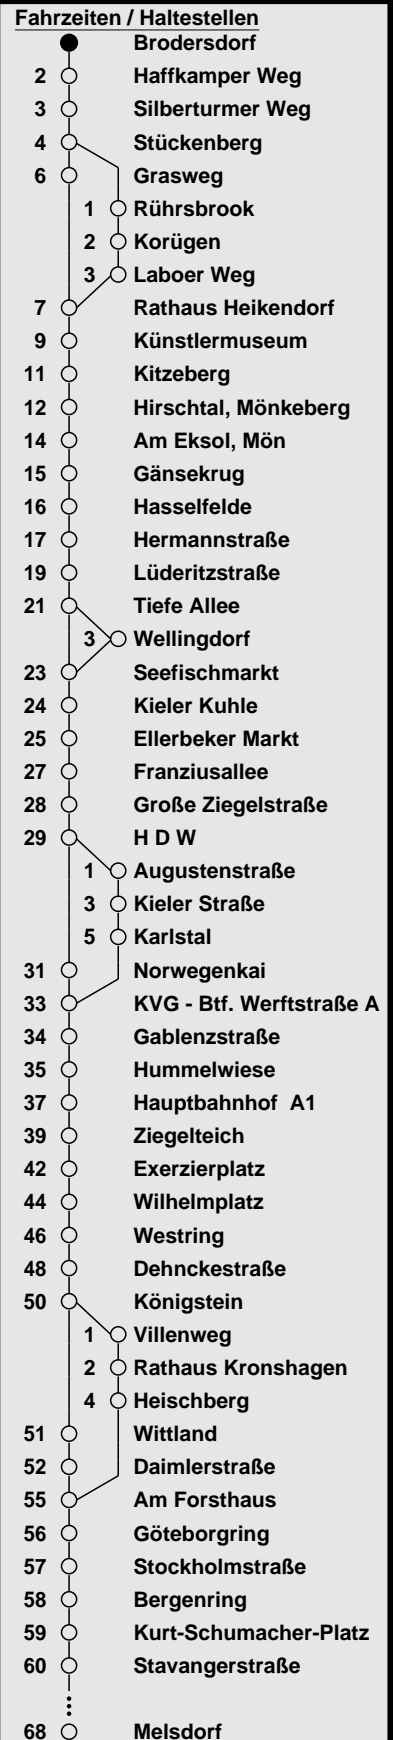 Fahrzeiten / Haltestellen
Brodersdorf
2 Haffkamper Weg
3 Silberturmer Weg
4 Stückenberg
6 Grasweg
1 Rührsbrook
2 Korügen
3 Laboer Weg
7 Rathaus Heikendorf
9 Künstlermuseum
11 Kitzeberg
12 Hirschtal, Mönkeberg
14 Am Eksol, Mön
15 Gänsekrug
16 Hasselfelde
17 Hermannstraße
19 Lüderitzstraße
21 Tiefe Allee
3 Wellingdorf
23 Seefischmarkt
24 Kieler Kuhle
25 Ellerbeker Markt
27 Franziusallee
28 Große Ziegelstraße
29 H D W
1 Augustenstraße
3 Kieler Straße
5 Karlstal
31 Norwegenkai
33 KVG - Btf. Werftstraße A
34 Gablenzstraße
35 Hummelwiese
37 Hauptbahnhof A1
39 Ziegelteich
42 Exerzierplatz
44 Wilhelmplatz
46 Westring
48 Dehnckestraße
50 Königstein
1 Villenweg
2 Rathaus Kronshagen
4 Heischberg
51 Wittland
52 Daimlerstraße
55 Am Forsthaus
56 Göteborgring
57 Stockholmstraße
58 Bergenring
59 Kurt-Schumacher-Platz
60 Stavangerstraße
68 Melsdorf